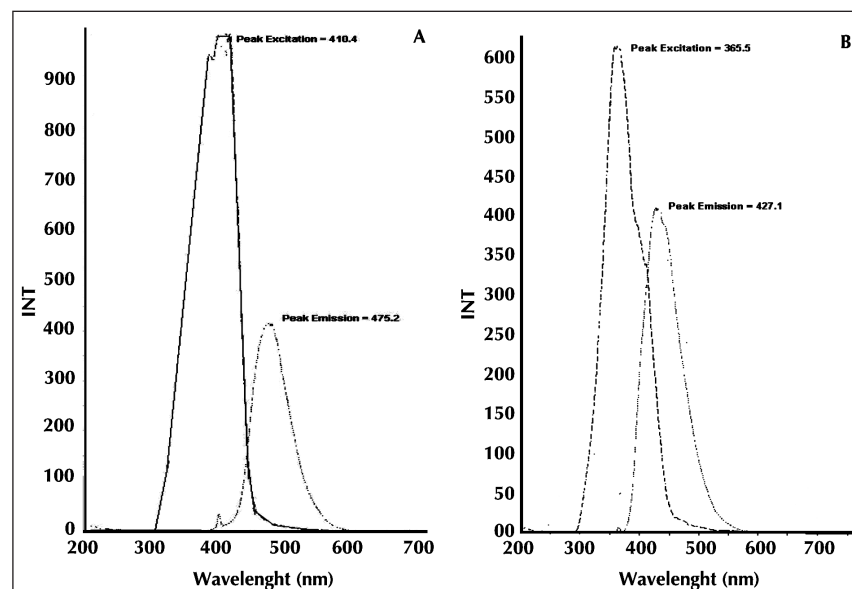 A
Peak Excitation = 410.4
900
800
700
600
500
400
300
200
100
0
INT
Peak Emission = 475.2
200 300 400 500 600 700
Wavelenght (nm)
B
Peak Excitation = 365.5
600
550
500
450
400
350
300
250
200
150
100
50
00
INT
Peak Emission = 427.1
200 300 400 500 600 700
Wavelenght (nm)